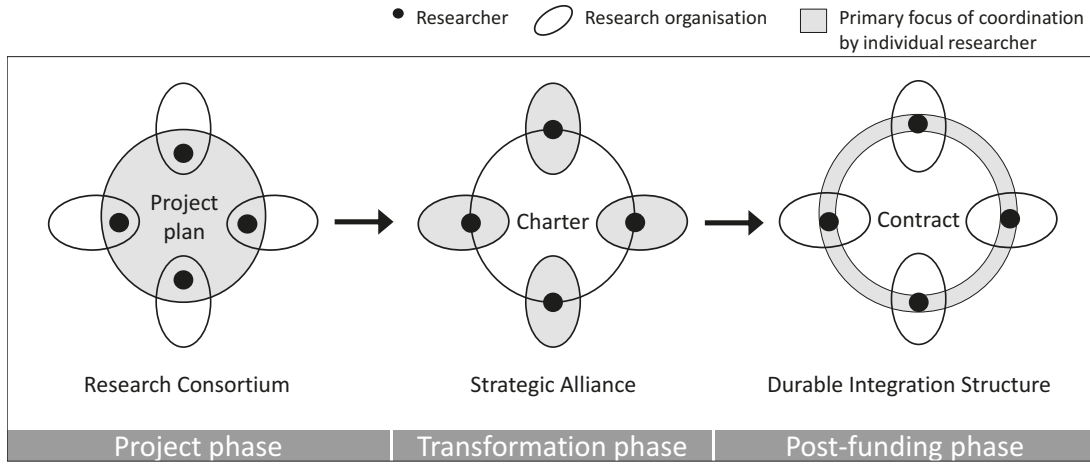 Researcher
Research organisation
Primary focus of coordination
by individual researcher
Project
plan
Charter
Contract
Research Consortium
Strategic Alliance
Durable Integration Structure
Project phase
Transformation phase
Post-funding phase